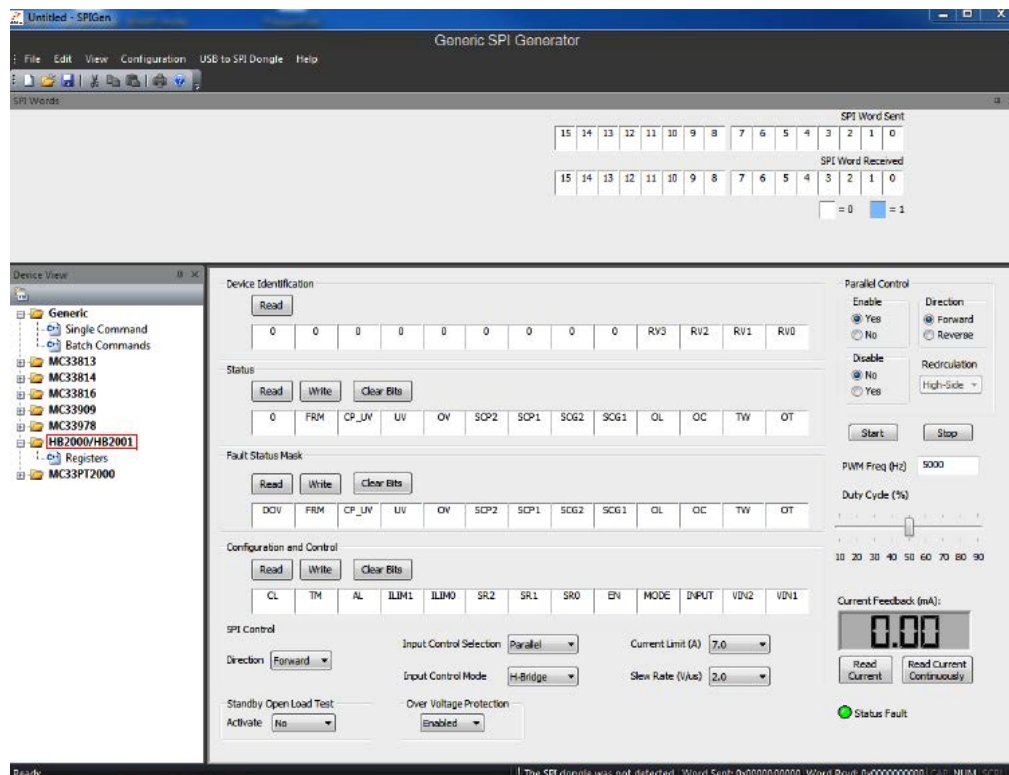 Untitled - SPIGen
Generic SPI Generator
File Edit View Configuration USB to SPI Dongle Help
SPI Words
SPI Word Sent
15 14 13 12 11 10 9 8 7 6 5 4 3 2 1 0
SPI Word Received
15 14 13 12 11 10 9 8 7 6 5 4 3 2 1 0
= 0 = 1
Device View
Generic
Single Command
Batch Commands
MC33813
MC33814
MC33816
MC33909
MC33978
HB2000/HB2001
Registers
MC33PT2000
Device Identification
Read
0 0 0 0 0 0 0 0 0 RV3 RV2 RV1 RV0
Status
Read Write Clear Bits
0 FRM CP_UV UV OV SCP2 SCP1 SCG2 SCG1 OL OC TW OT
Fault Status Mask
Read Write Clear Bits
DOV FRM CP_UV UV OV SCP2 SCP1 SCG2 SCG1 OL OC TW OT
Configuration and Control
Read Write Clear Bits
CL TM AL ILIM1 ILIM0 SR2 SR1 SR0 EN MODE INPUT VIN2 VIN1
SPI Control
Direction Forward
Input Control Selection Parallel
Current Limit (A) 7.0
Input Control Mode H-Bridge
Slew Rate (V/us) 2.0
Standby Open Load Test
Activate No
Over Voltage Protection
Enabled
Parallel Control
Enable
Yes
No
Direction
Forward
Reverse
Disable
No
Yes
Recirculation
High-Side
Start Stop
PWM Freq (Hz) 5000
Duty Cycle (%)
10 20 30 40 50 60 70 80 90
Current Feedback (mA):
0.00
Read Current
Read Current Continuously
Status Fault
Ready
The SPI dongle was not detected Word Sent: 0x0000000000 Word Rcvd: 0x0000000000 CAP NUM SCRL